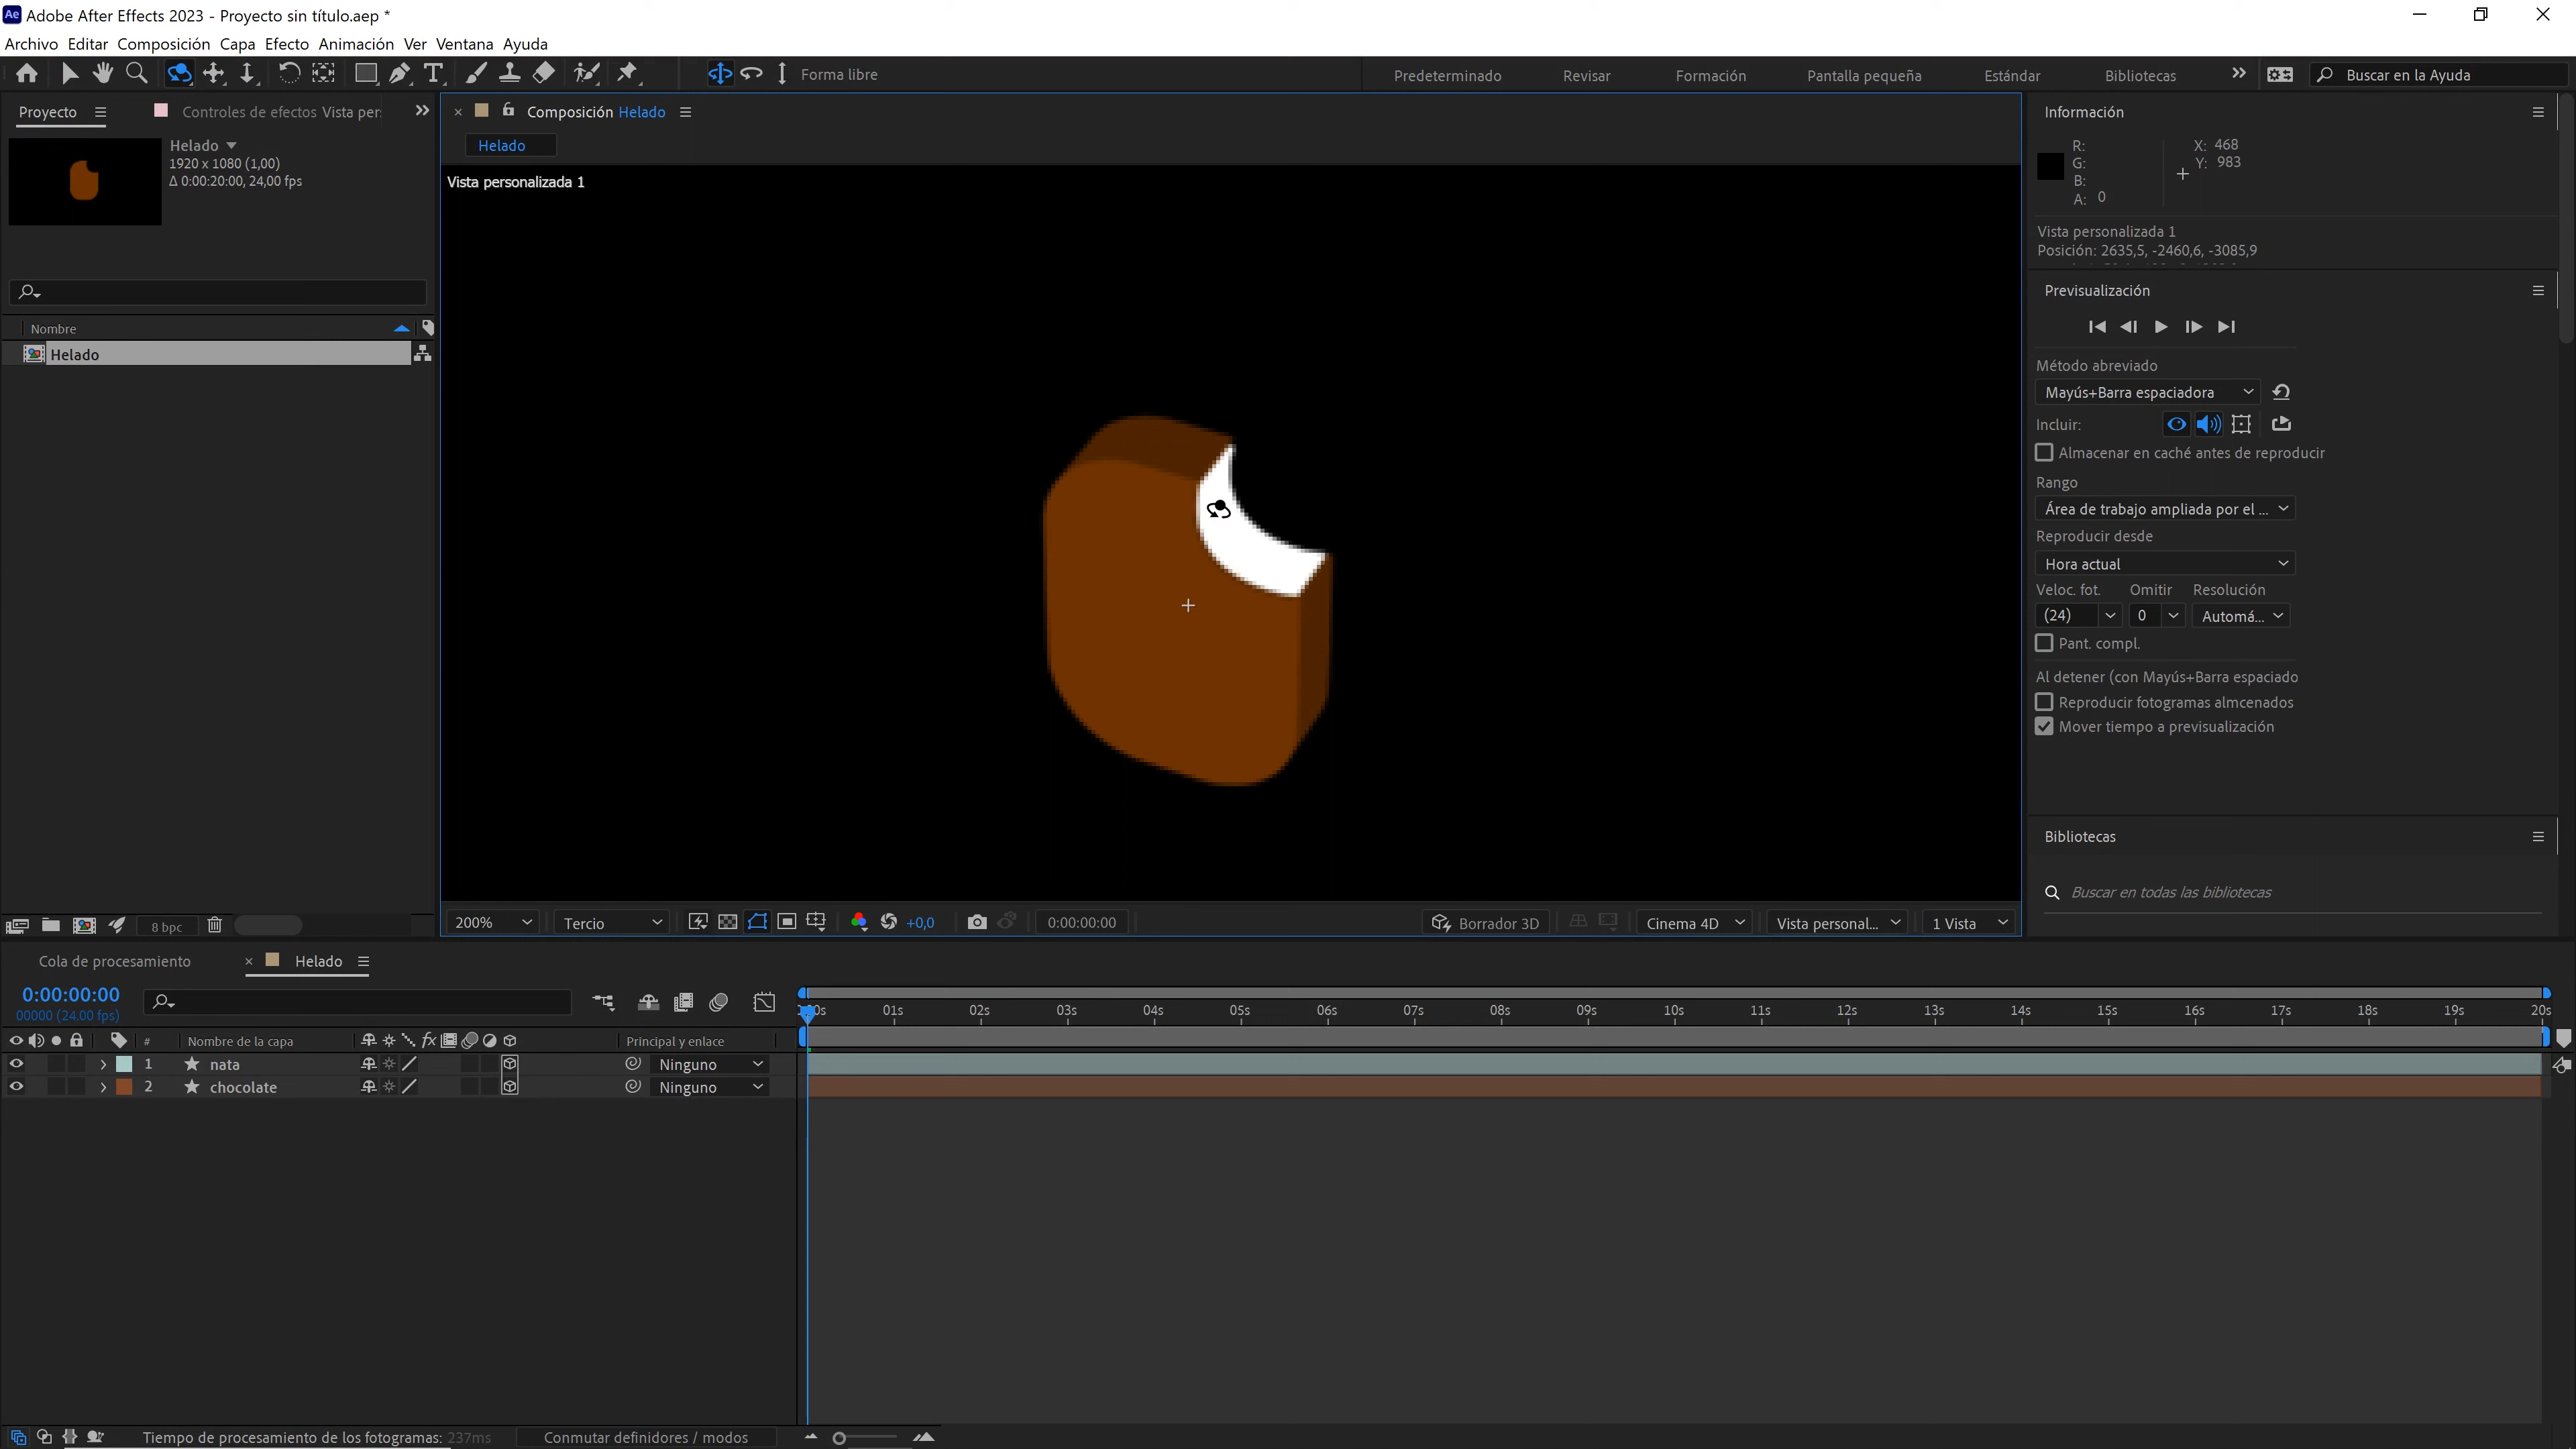 Adobe After Effects 2023 - Proyecto sin título.aep *
Archivo Editar Composición Capa Efecto Animación Ver Ventana Ayuda
Forma libre
Predeterminado Revisar Formación Pantalla pequeña Estándar Bibliotecas
Buscar en la Ayuda
Proyecto
Controles de efectos Vista per
Helado
1920 x 1080 (1,00)
Δ 0:00:20:00, 24,00 fps
Nombre
Helado
8 bpc
Composición Helado
Helado
Vista personalizada 1
200%
Tercio
+0,0
0:00:00:00
Borrador 3D
Cinema 4D
Vista personal...
1 Vista
Información
R:
G:
B:
A: 0
X: 468
Y: 983
Vista personalizada 1
Posición: 2635,5, -2460,6, -3085,9
Previsualización
Método abreviado
Mayús+Barra espaciadora
Incluir:
Almacenar en caché antes de reproducir
Rango
Área de trabajo ampliada por el ...
Reproducir desde
Hora actual
Veloc. fot. Omitir Resolución
(24) 0 Automá...
Pant. compl.
Al detener (con Mayús+Barra espaciado
Reproducir fotogramas almcenados
Mover tiempo a previsualización
Bibliotecas
Buscar en todas las bibliotecas
Cola de procesamiento
Helado
0:00:00:00
00000 (24.00 fps)
# Nombre de la capa
Principal y enlace
1 nata Ninguno
2 chocolate Ninguno
01s 02s 03s 04s 05s 06s 07s 08s 09s 10s 11s 12s 13s 14s 15s 16s 17s 18s 19s 20s
Tiempo de procesamiento de los fotogramas: 237ms
Conmutar definidores / modos